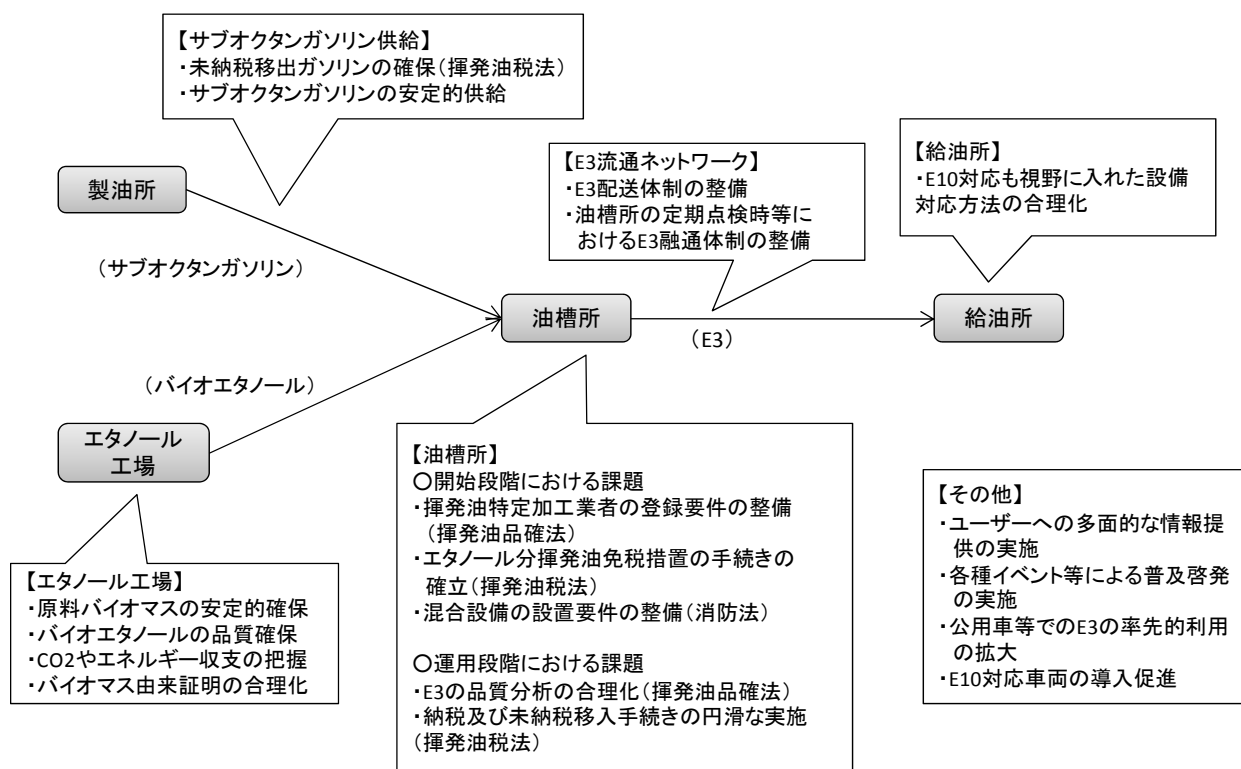 【サブオクタンガソリン供給】
・未納税移出ガソリンの確保(揮発油税法)
・サブオクタンガソリンの安定的供給
製油所
(サブオクタンガソリン)
【E3流通ネットワーク】
・E3配送体制の整備
・油槽所の定期点検時等に
おけるE3融通体制の整備
【給油所】
・E10対応も視野に入れた設備
対応方法の合理化
油槽所
(E3)
給油所
(バイオエタノール)
エタノール
工場
【エタノール工場】
・原料バイオマスの安定的確保
・バイオエタノールの品質確保
・CO2やエネルギー収支の把握
・バイオマス由来証明の合理化
【油槽所】
○開始段階における課題
・揮発油特定加工業者の登録要件の整備
(揮発油品確法)
・エタノール分揮発油免税措置の手続きの
確立(揮発油税法)
・混合設備の設置要件の整備(消防法)
○運用段階における課題
・E3の品質分析の合理化(揮発油品確法)
・納税及び未納税移入手続きの円滑な実施
(揮発油税法)
【その他】
・ユーザーへの多面的な情報提
供の実施
・各種イベント等による普及啓発
の実施
・公用車等でのE3の率先的利用
の拡大
・E10対応車両の導入促進